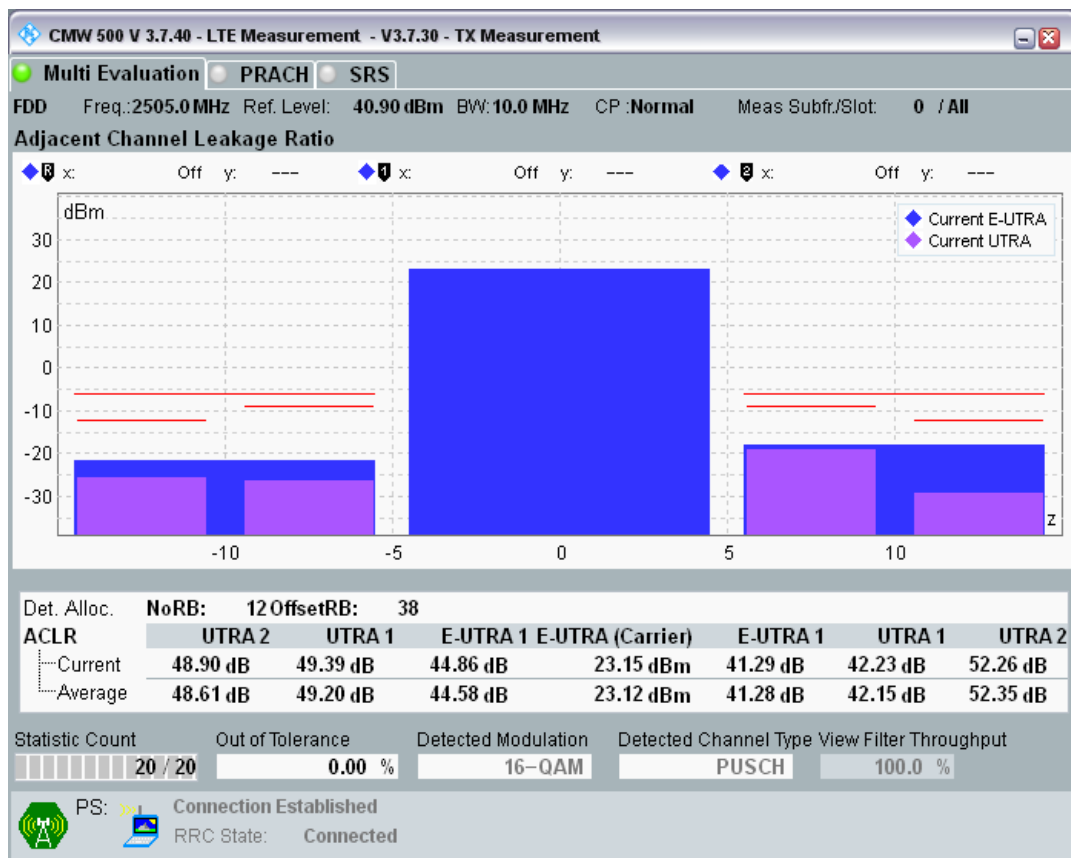 CMW 500 V 3.7.40 - LTE Measurement - V3.7.30 - TX Measurement
Multi Evaluation PRACH SRS
FDD Freq.:2505.0 MHz Ref. Level: 40.90 dBm BW:10.0 MHz CP :Normal Meas Subfr./Slot: 0 / All
Adjacent Channel Leakage Ratio
R x: Off y: --- 1 x: Off y: --- 2 x: Off y: ---
dBm
Current E-UTRA
Current UTRA
30
20
10
0
-10
-20
-30
z
-10 -5 0 5 10
Det. Alloc. NoRB: 12 OffsetRB: 38
ACLR UTRA 2 UTRA 1 E-UTRA 1 E-UTRA (Carrier) E-UTRA 1 UTRA 1 UTRA 2
Current 48.90 dB 49.39 dB 44.86 dB 23.15 dBm 41.29 dB 42.23 dB 52.26 dB
Average 48.61 dB 49.20 dB 44.58 dB 23.12 dBm 41.28 dB 42.15 dB 52.35 dB
Statistic Count Out of Tolerance Detected Modulation Detected Channel Type View Filter Throughput
20 / 20 0.00 % 16-QAM PUSCH 100.0 %
PS: Connection Established
RRC State: Connected